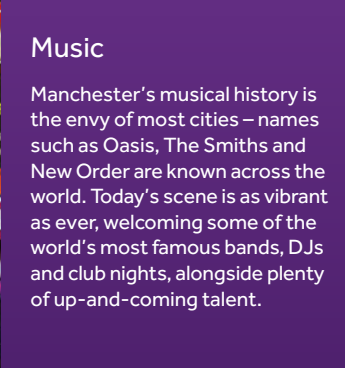 Music
Manchester's musical history is
the envy of most cities – names
such as Oasis, The Smiths and
New Order are known across the
world. Today's scene is as vibrant
as ever, welcoming some of the
world's most famous bands, DJs
and club nights, alongside plenty
of up-and-coming talent.